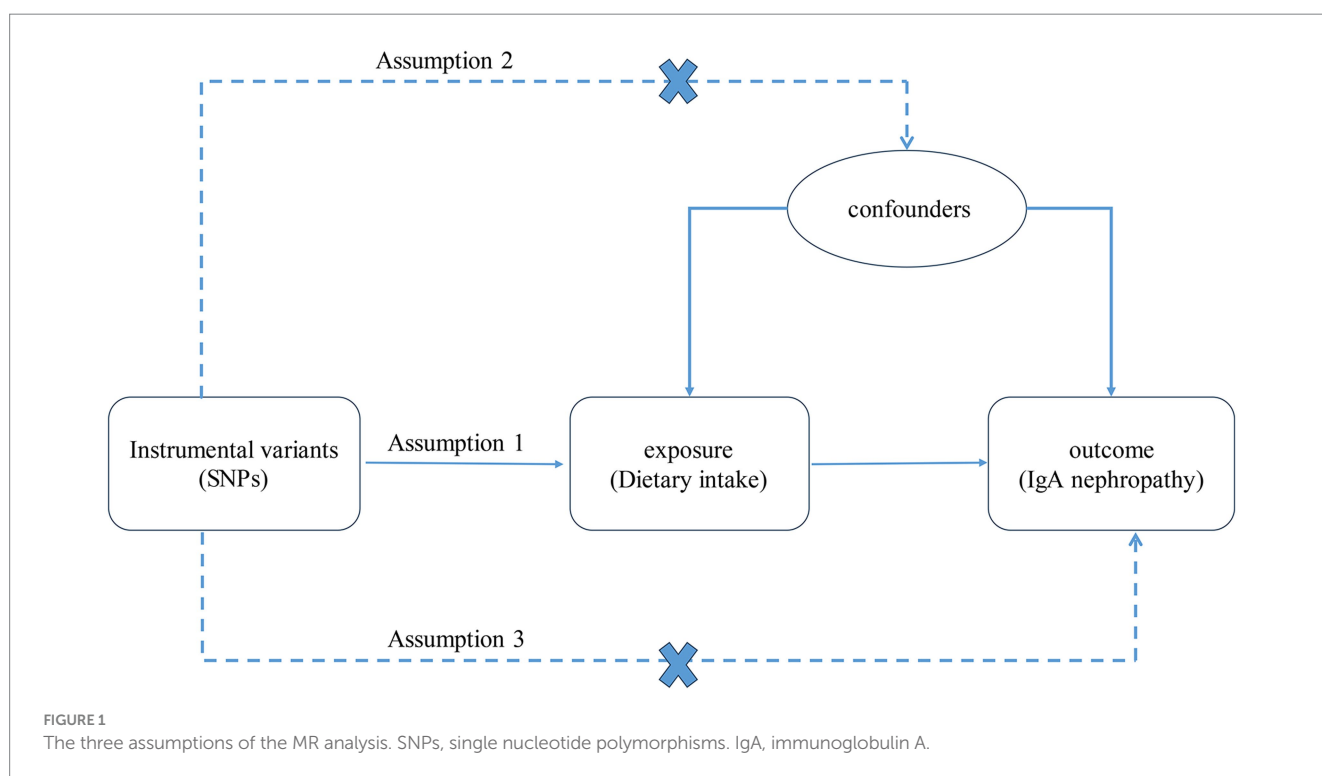 Assumption 2
confounders
Instrumental variants
(SNPs)
Assumption 1
exposure
(Dietary intake)
outcome
(IgA nephropathy)
Assumption 3
FIGURE 1
The three assumptions of the MR analysis. SNPs, single nucleotide polymorphisms. IgA, immunoglobulin A.